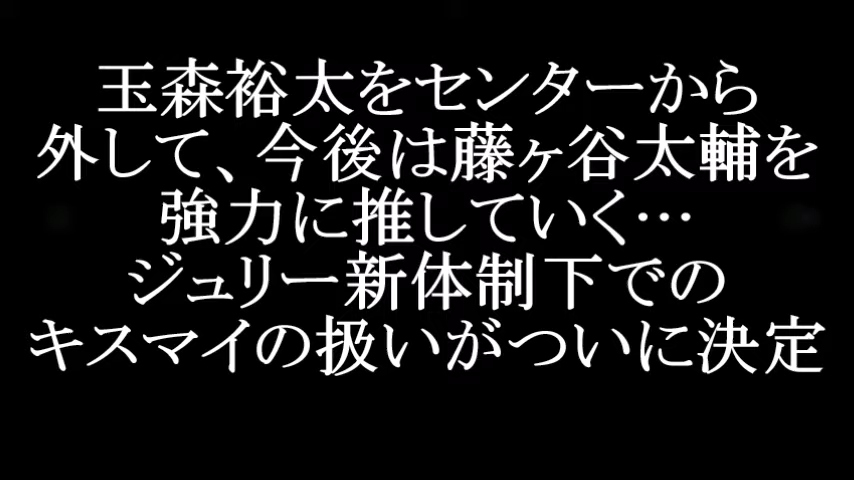 玉森裕太をセンターから
外して、今後は藤ヶ谷太輔を
強力に推していく…
ジュリー新体制下での
キスマイの扱いがついに決定